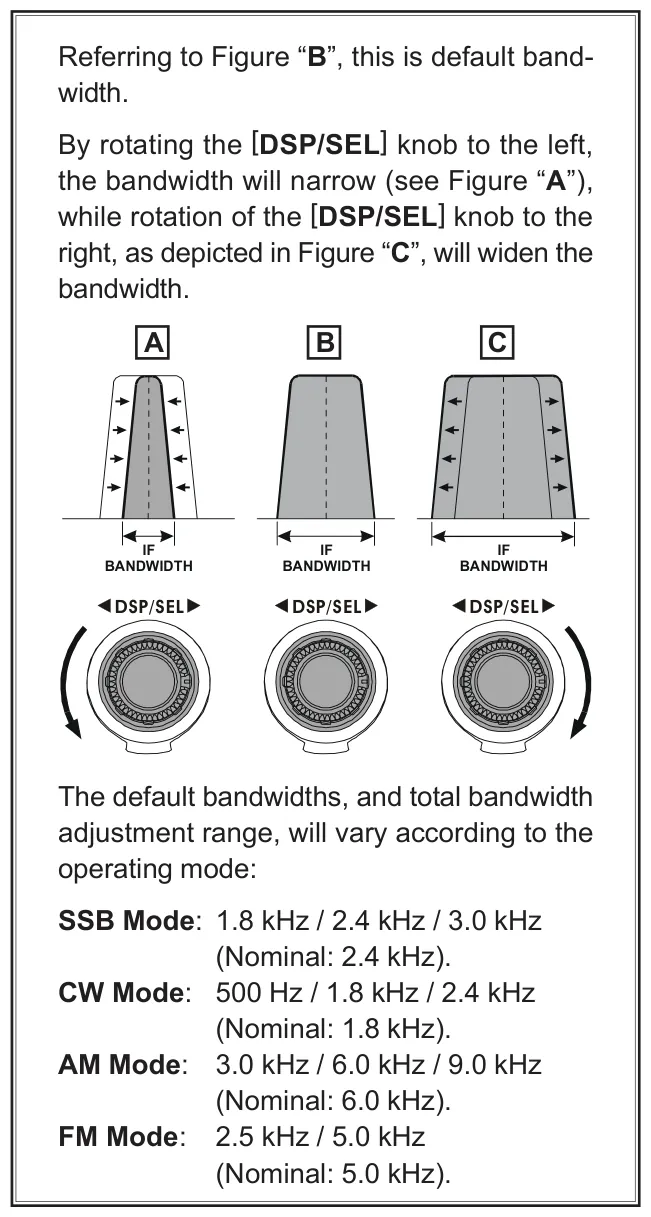 Referring to Figure “B”, this is default band-
width.
By rotating the [DSP/SEL] knob to the left,
the bandwidth will narrow (see Figure “A”),
while rotation of the [DSP/SEL] knob to the
right, as depicted in Figure “C”, will widen the
bandwidth.
A B C
IF IF IF
BANDWIDTH BANDWIDTH BANDWIDTH
◄DSP/SEL► ◄DSP/SEL► ◄DSP/SEL►
The default bandwidths, and total bandwidth
adjustment range, will vary according to the
operating mode:
SSB Mode: 1.8 kHz / 2.4 kHz / 3.0 kHz
(Nominal: 2.4 kHz).
CW Mode: 500 Hz / 1.8 kHz / 2.4 kHz
(Nominal: 1.8 kHz).
AM Mode: 3.0 kHz / 6.0 kHz / 9.0 kHz
(Nominal: 6.0 kHz).
FM Mode: 2.5 kHz / 5.0 kHz
(Nominal: 5.0 kHz).